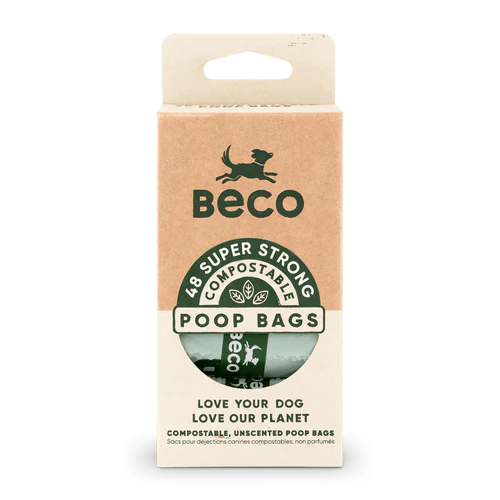 BECO
48 SUPER STRONG
COMPOSTABLE
POOP BAGS
BECO
LOVE YOUR DOG
LOVE OUR PLANET
COMPOSTABLE, UNSCENTED POOP BAGS
Sacs pour déjections canines compostables, non parfumés